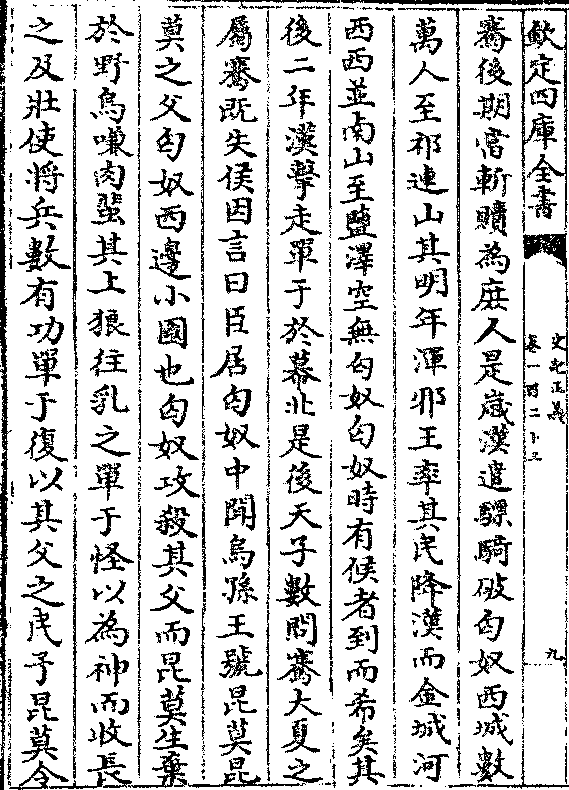 欽定四庫全書
史記正義
卷一百二十三
九
騫後期當斬贖為庶人是歲漢遣驃騎破匈奴西城數
萬人至祁連山其明年渾邪王率其民降漢而金城河
西西並南山至鹽澤空無匈奴匈奴時有候者到而希矣其
後二年漢擊走單于於幕北是後天子數問騫大夏之
屬騫既失侯因言曰臣居匈奴中聞烏孫王號昆莫昆
莫之父匈奴西邊小國也匈奴攻殺其父而昆莫生棄
於野烏嗛肉蜚其上狼往乳之單于怪以為神而收長
之及壯使將兵數有功單于復以其父之民予昆莫令